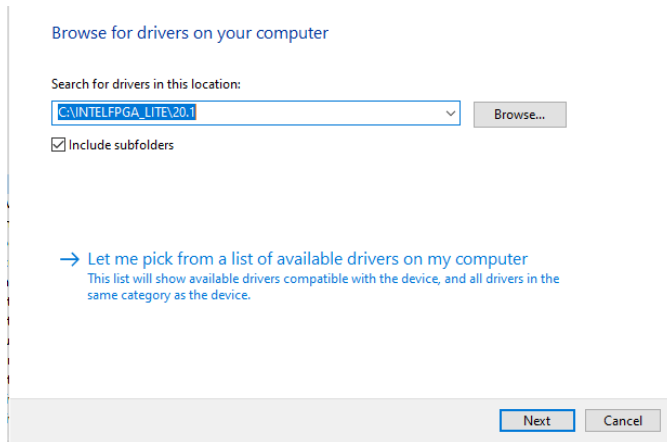 Browse for drivers on your computer
Search for drivers in this location:
C:\INTELFPGA_LITE\20.1
Browse...
Include subfolders
Let me pick from a list of available drivers on my computer
This list will show available drivers compatible with the device, and all drivers in the
same category as the device.
Next
Cancel